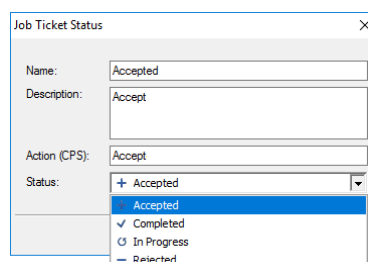 Job Ticket Status
Name: Accepted
Description: Accept
Action (CPS): Accept
Status: Accepted
Accepted
Completed
In Progress
Rejected